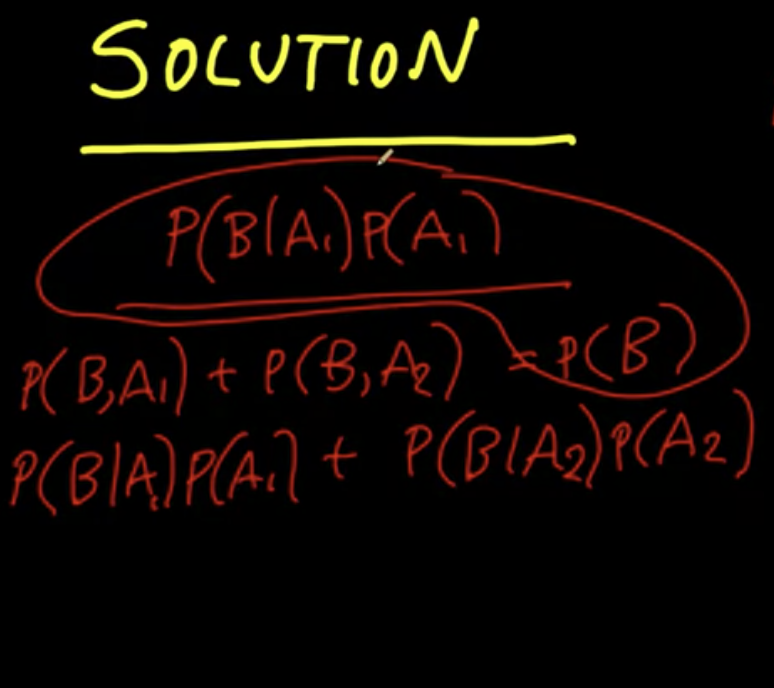 SOLUTION
P(B|A₁)P(A₁)
P(B,A₁) + P(B,A₂) = P(B)
P(B|A₁)P(A₁) + P(B|A₂)P(A₂)